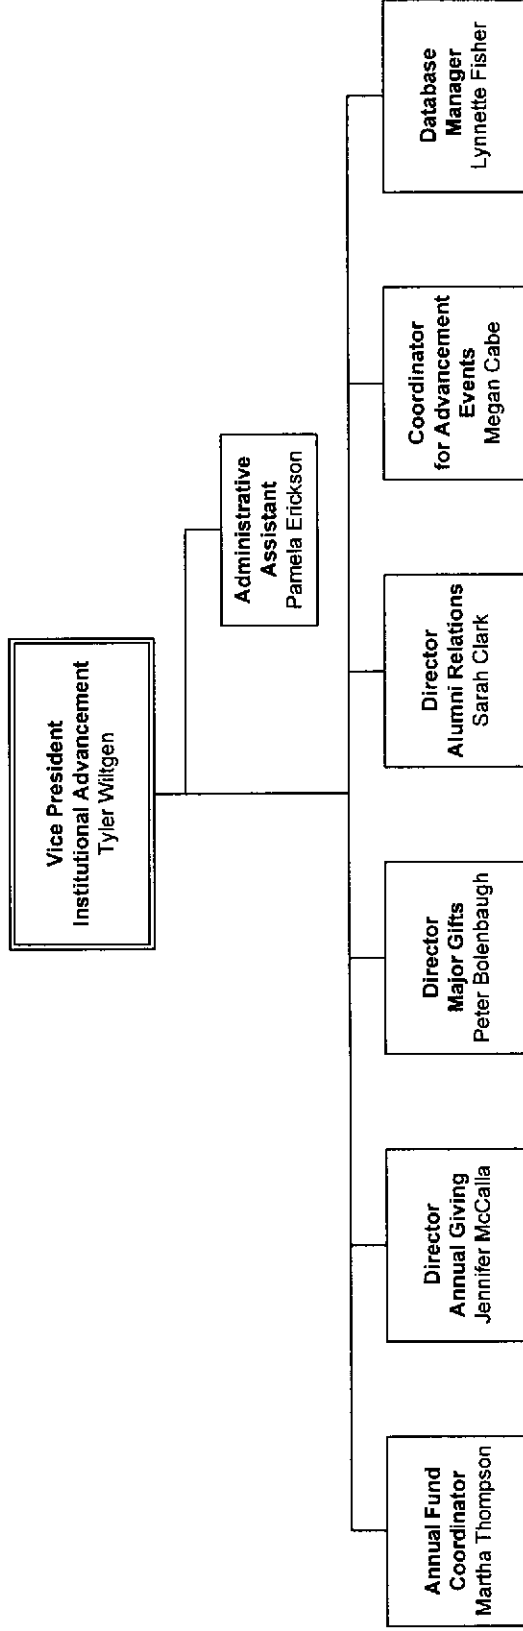 Vice President
Institutional Advancement
Tyler Wiltgen
Administrative
Assistant
Pamela Erickson
Annual Fund
Coordinator
Martha Thompson
Director
Annual Giving
Jennifer McCalla
Director
Major Gifts
Peter Bolenbaugh
Director
Alumni Relations
Sarah Clark
Coordinator
for Advancement
Events
Megan Cabe
Database
Manager
Lynnette Fisher